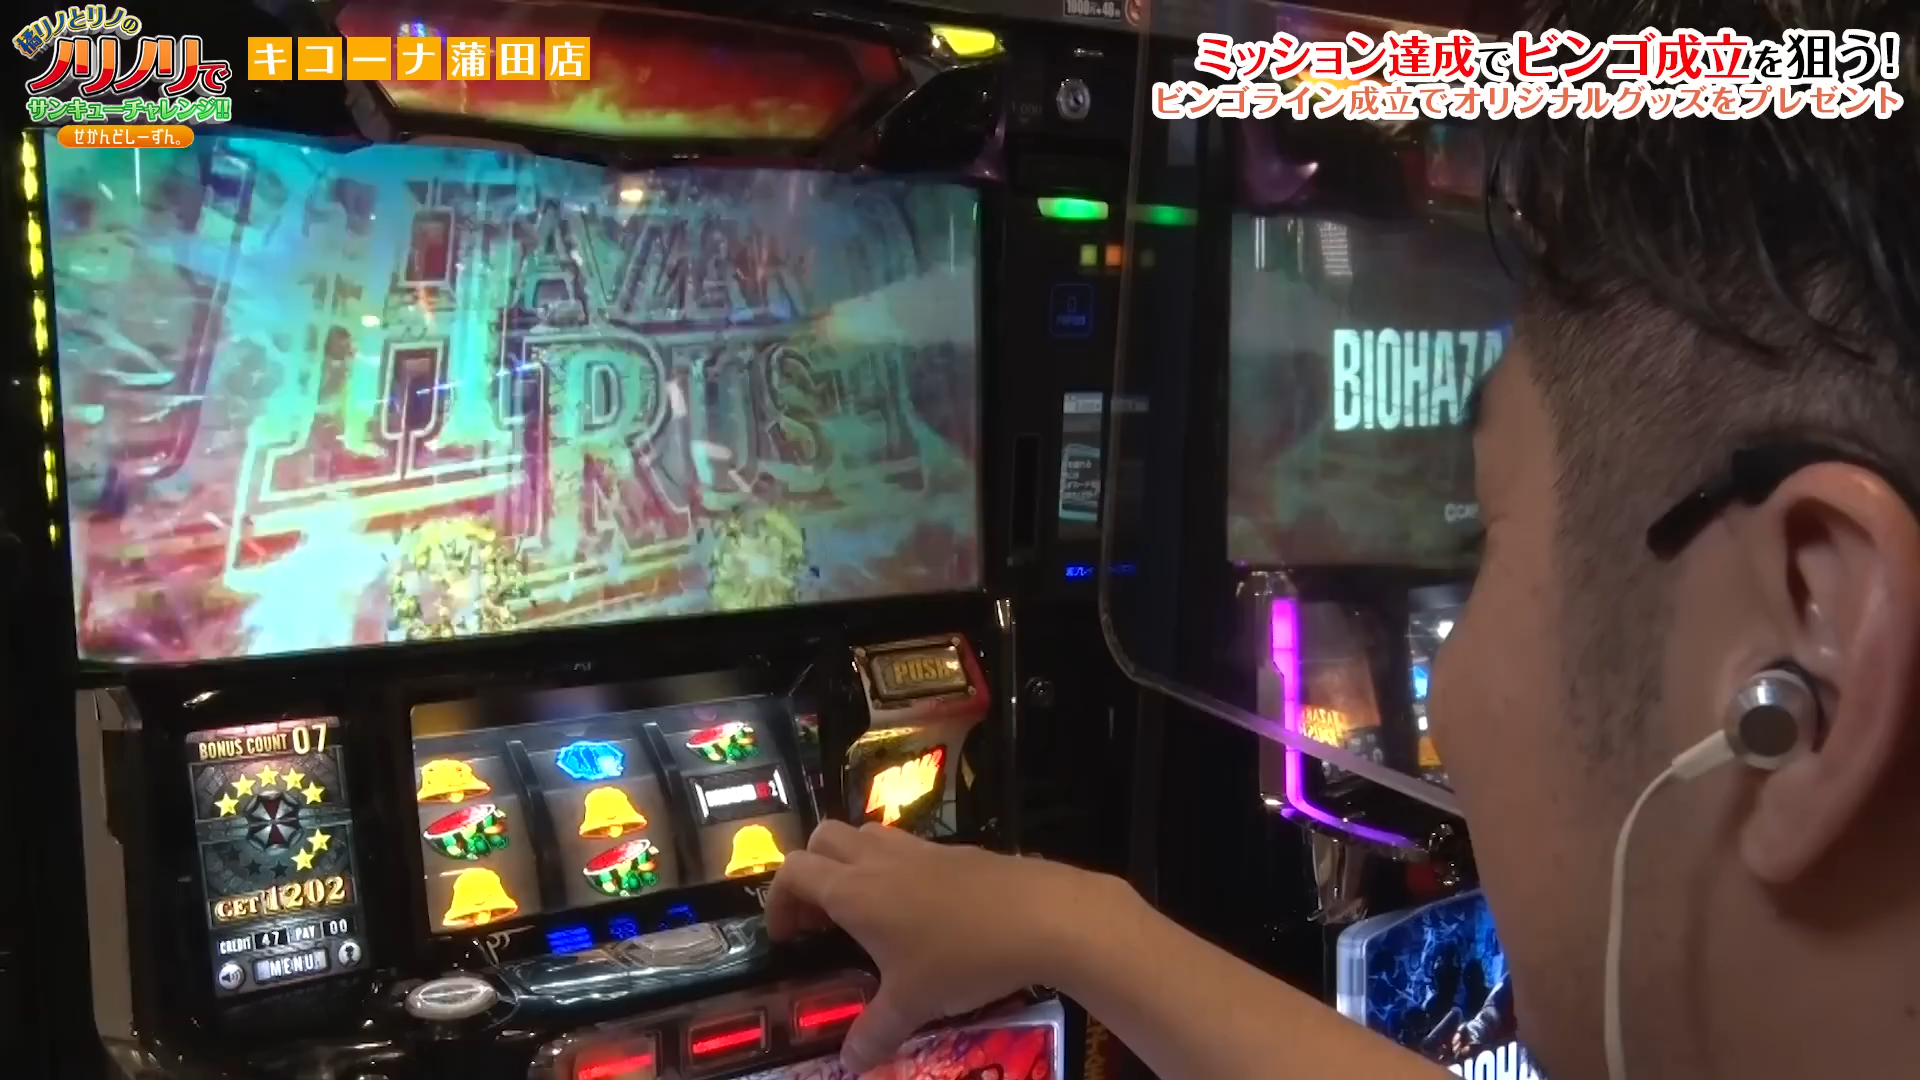 橘リノとリノの
ノリノリで
サンキューチャレンジ!!
せかんどしーずん。
キコーナ蒲田店
ミッション達成でビンゴ成立を狙う!
ビンゴライン成立でオリジナルグッズをプレゼント
HAZARD
RUSH
BIOHAZA
PUSH
BONUS COUNT 07
GET 1202
CREDIT 47 PAY 00
MENU